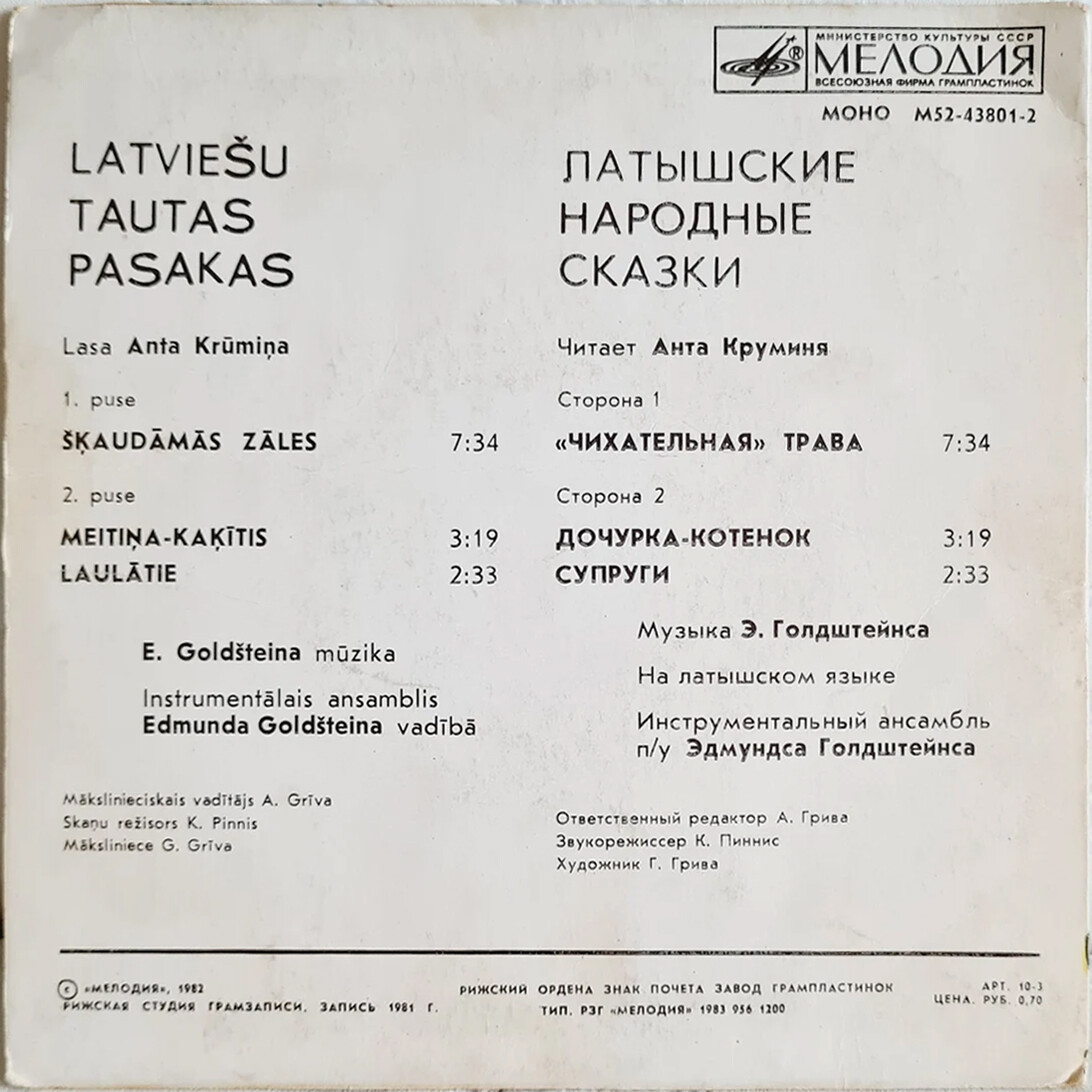 МИНИСТЕРСТВО КУЛЬТУРЫ СССР
® МЕЛОДИЯ
ВСЕСОЮЗНАЯ ФИРМА ГРАМПЛАСТИНОК
МОНО М52-43801-2
LATVIEŠU
TAUTAS
PASAKAS
Lasa Anta Krūmiņa
1. puse
ŠĶAUDĀMĀS ZĀLES 7:34
2. puse
MEITIŅA-KAĶĪTIS 3:19
LAULĀTIE 2:33
E. Goldšteina mūzika
Instrumentālais ansamblis
Edmunda Goldšteina vadībā
Mākslinieciskais vadītājs A. Grīva
Skaņu režisors K. Pinnis
Māksliniece G. Grīva
ЛАТЫШСКИЕ
НАРОДНЫЕ
СКАЗКИ
Читает Анта Круминя
Сторона 1
«ЧИХАТЕЛЬНАЯ» ТРАВА 7:34
Сторона 2
ДОЧУРКА-КОТЕНОК 3:19
СУПРУГИ 2:33
Музыка Э. Голдштейнса
На латышском языке
Инструментальный ансамбль
п/у Эдмундса Голдштейнса
Ответственный редактор А. Грива
Звукорежиссер К. Пиннис
Художник Г. Грива
© «МЕЛОДИЯ», 1982
РИЖСКАЯ СТУДИЯ ГРАМЗАПИСИ. ЗАПИСЬ 1981 Г.
РИЖСКИЙ ОРДЕНА ЗНАК ПОЧЕТА ЗАВОД ГРАМПЛАСТИНОК
ТИП. РЗГ «МЕЛОДИЯ» 1983 956 1200
АРТ. 10-3
ЦЕНА. РУБ. 0,70